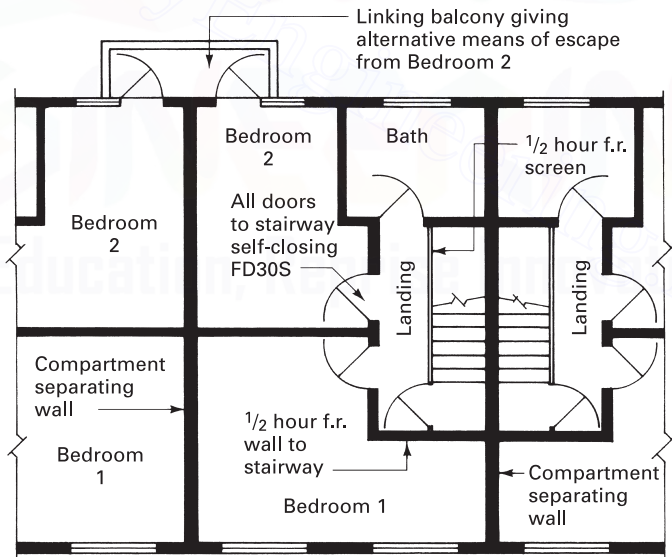 Linking balcony giving
alternative means of escape
from Bedroom 2
Bedroom
2
Bath
1/2 hour f.r.
screen
Bedroom
2
All doors
to stairway
self-closing
FD30S
Landing
Landing
Compartment
separating
wall
1/2 hour f.r.
wall to
stairway
Bedroom
1
Bedroom 1
Compartment
separating
wall